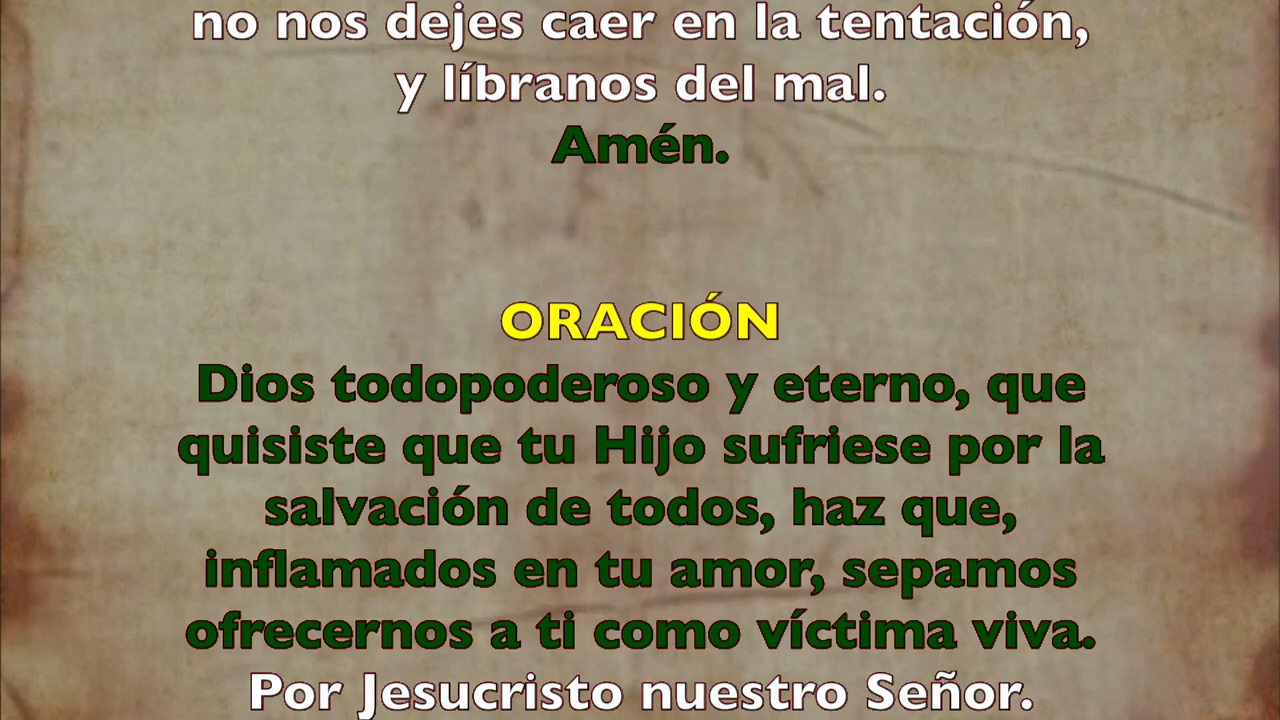 no nos dejes caer en la tentación,
y líbranos del mal.
Amén.
ORACIÓN
Dios todopoderoso y eterno, que
quisiste que tu Hijo sufriese por la
salvación de todos, haz que,
inflamados en tu amor, sepamos
ofrecernos a ti como víctima viva.
Por Jesucristo nuestro Señor.